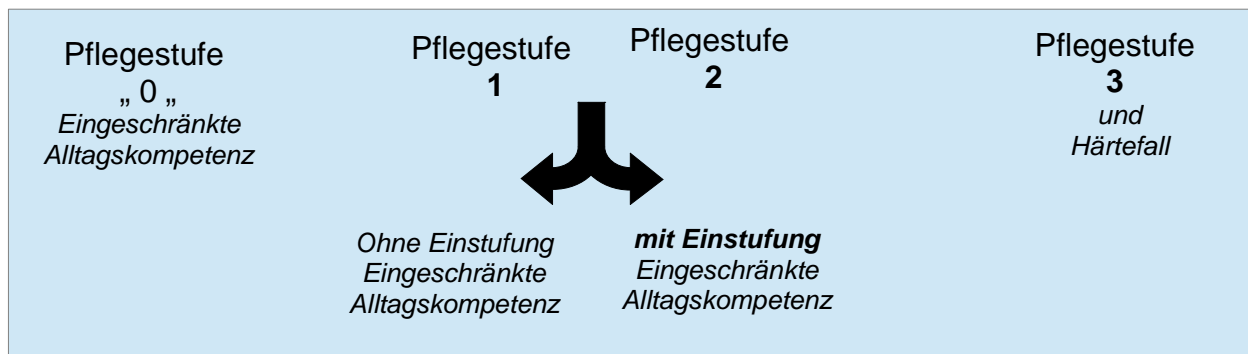 Pflegestufe
„ 0 „
Eingeschränkte
Alltagskompetenz
Pflegestufe
1
Pflegestufe
2
Ohne Einstufung
Eingeschränkte
Alltagskompetenz
mit Einstufung
Eingeschränkte
Alltagskompetenz
Pflegestufe
3
und
Härtefall